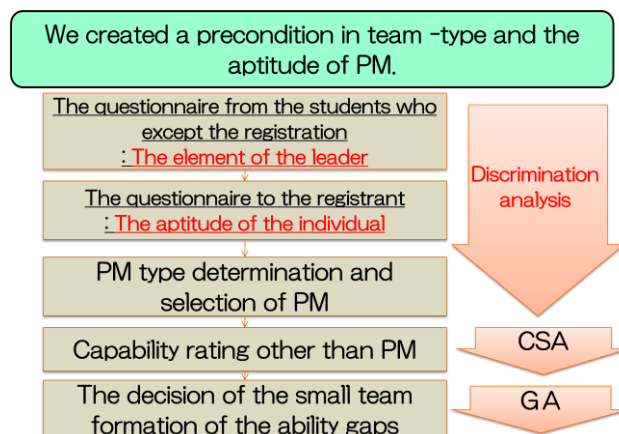 We created a precondition in team -type and the
aptitude of PM.
The questionnaire from the students who
except the registration
: The element of the leader
The questionnaire to the registrant
: The aptitude of the individual
Discrimination
analysis
PM type determination and
selection of PM
Capability rating other than PM
CSA
The decision of the small team
formation of the ability gaps
GA